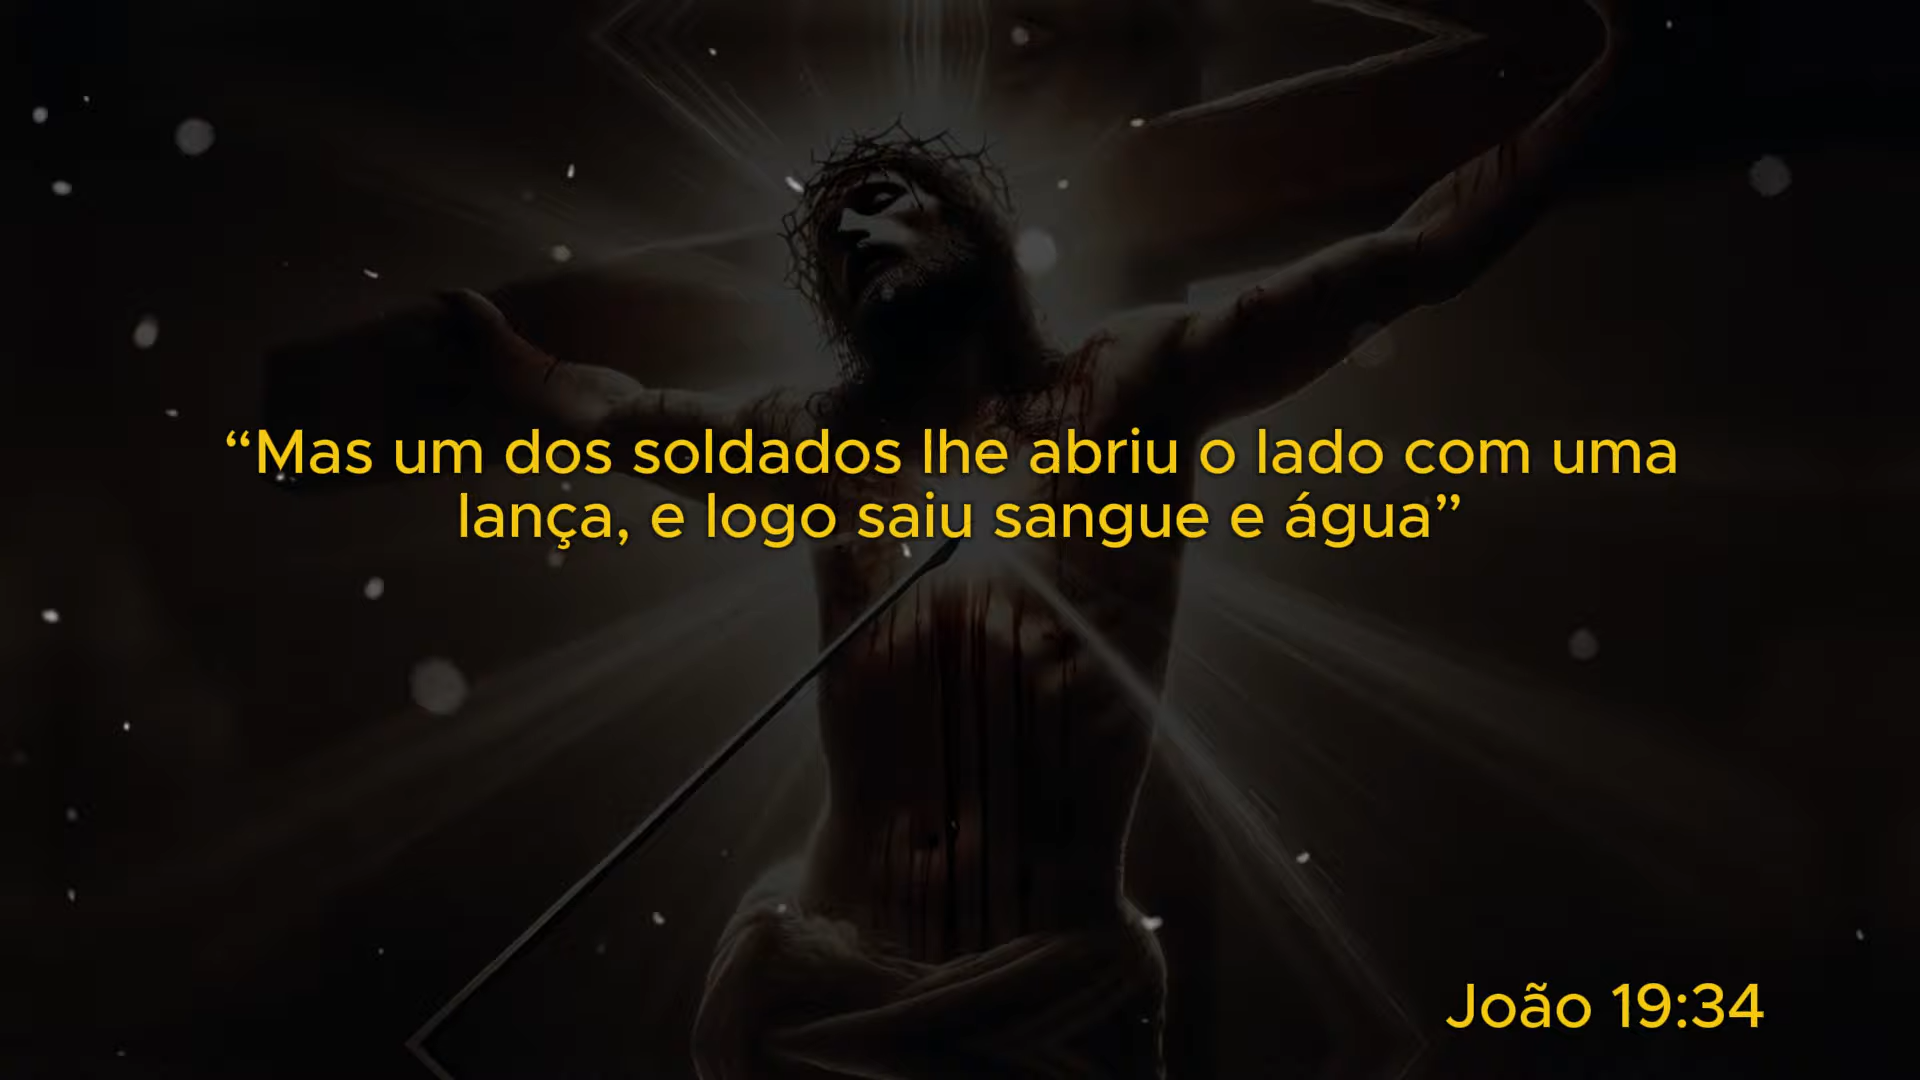 “Mas um dos soldados lhe abriu o lado com uma
lança, e logo saiu sangue e água”
João 19:34